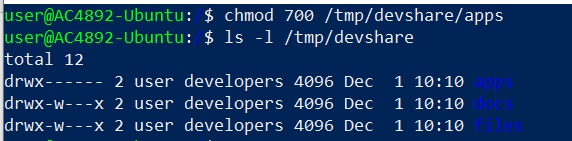 user@AC4892-Ubuntu:/$ chmod 700 /tmp/devshare/apps
user@AC4892-Ubuntu:/$ ls -l /tmp/devshare
total 12
drwx------ 2 user developers 4096 Dec  1 10:10 apps
drwx-w---x 2 user developers 4096 Dec  1 10:10 docs
drwx-w---x 2 user developers 4096 Dec  1 10:10 files